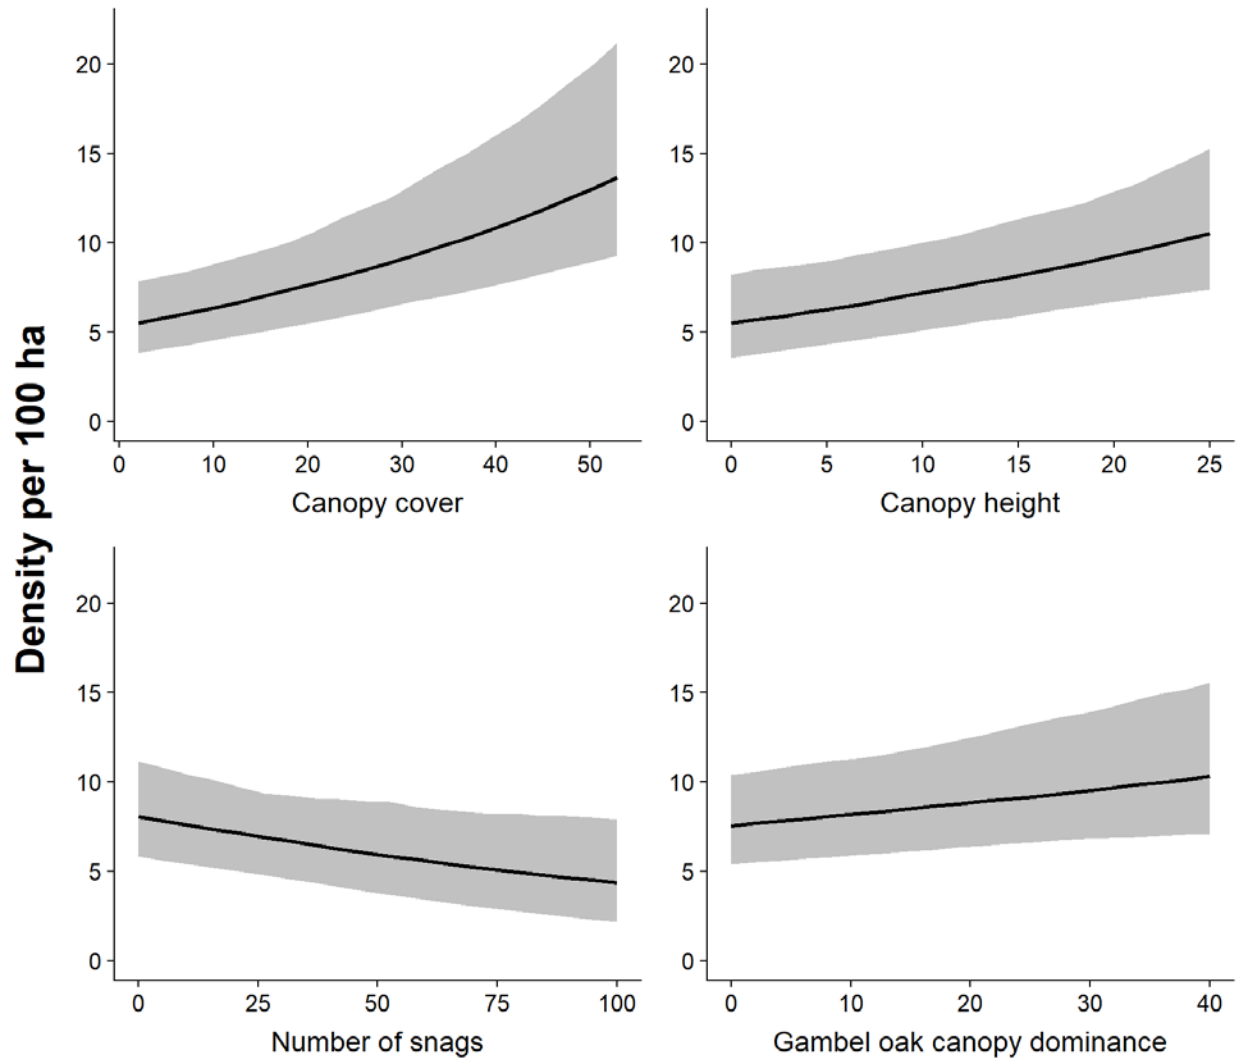 Density per 100 ha
20
15
10
5
0
0 10 20 30 40 50
Canopy cover
20
15
10
5
0
0 5 10 15 20 25
Canopy height
20
15
10
5
0
0 25 50 75 100
Number of snags
20
15
10
5
0
0 10 20 30 40
Gambel oak canopy dominance